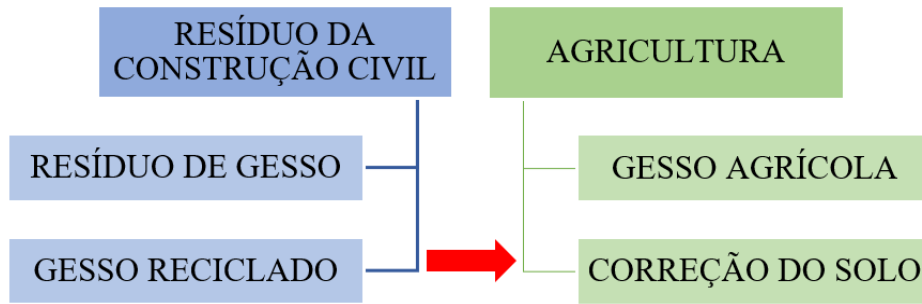 RESÍDUO DA
CONSTRUÇÃO CIVIL
RESÍDUO DE GESSO
GESSO RECICLADO
AGRICULTURA
GESSO AGRÍCOLA
CORREÇÃO DO SOLO